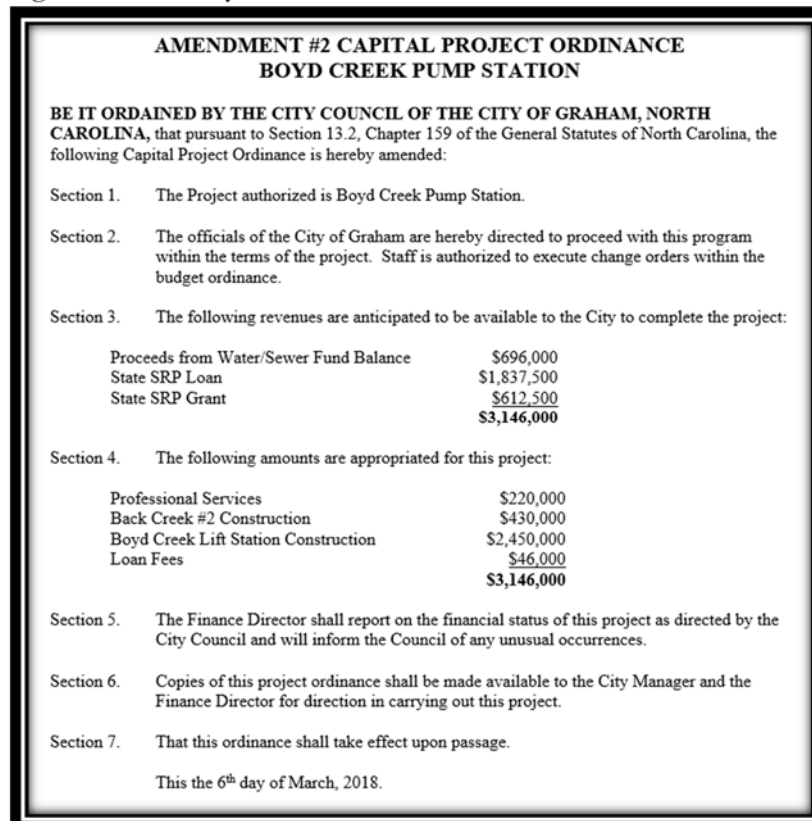 AMENDMENT #2 CAPITAL PROJECT ORDINANCE
BOYD CREEK PUMP STATION
BE IT ORDAINED BY THE CITY COUNCIL OF THE CITY OF GRAHAM, NORTH
CAROLINA, that pursuant to Section 13.2, Chapter 159 of the General Statutes of North Carolina, the
following Capital Project Ordinance is hereby amended:
Section 1. The Project authorized is Boyd Creek Pump Station.
Section 2. The officials of the City of Graham are hereby directed to proceed with this program
within the terms of the project. Staff is authorized to execute change orders within the
budget ordinance.
Section 3. The following revenues are anticipated to be available to the City to complete the project:
Proceeds from Water/Sewer Fund Balance $696,000
State SRP Loan $1,837,500
State SRP Grant $612,500
$3,146,000
Section 4. The following amounts are appropriated for this project:
Professional Services $220,000
Back Creek #2 Construction $430,000
Boyd Creek Lift Station Construction $2,450,000
Loan Fees $46,000
$3,146,000
Section 5. The Finance Director shall report on the financial status of this project as directed by the
City Council and will inform the Council of any unusual occurrences.
Section 6. Copies of this project ordinance shall be made available to the City Manager and the
Finance Director for direction in carrying out this project.
Section 7. That this ordinance shall take effect upon passage.
This the 6th day of March, 2018.